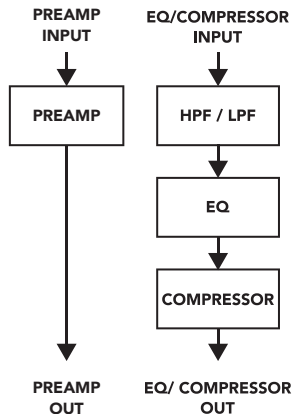 PREAMP
INPUT
EQ/COMPRESSOR
INPUT
PREAMP
HPF / LPF
EQ
COMPRESSOR
PREAMP
OUT
EQ/ COMPRESSOR
OUT